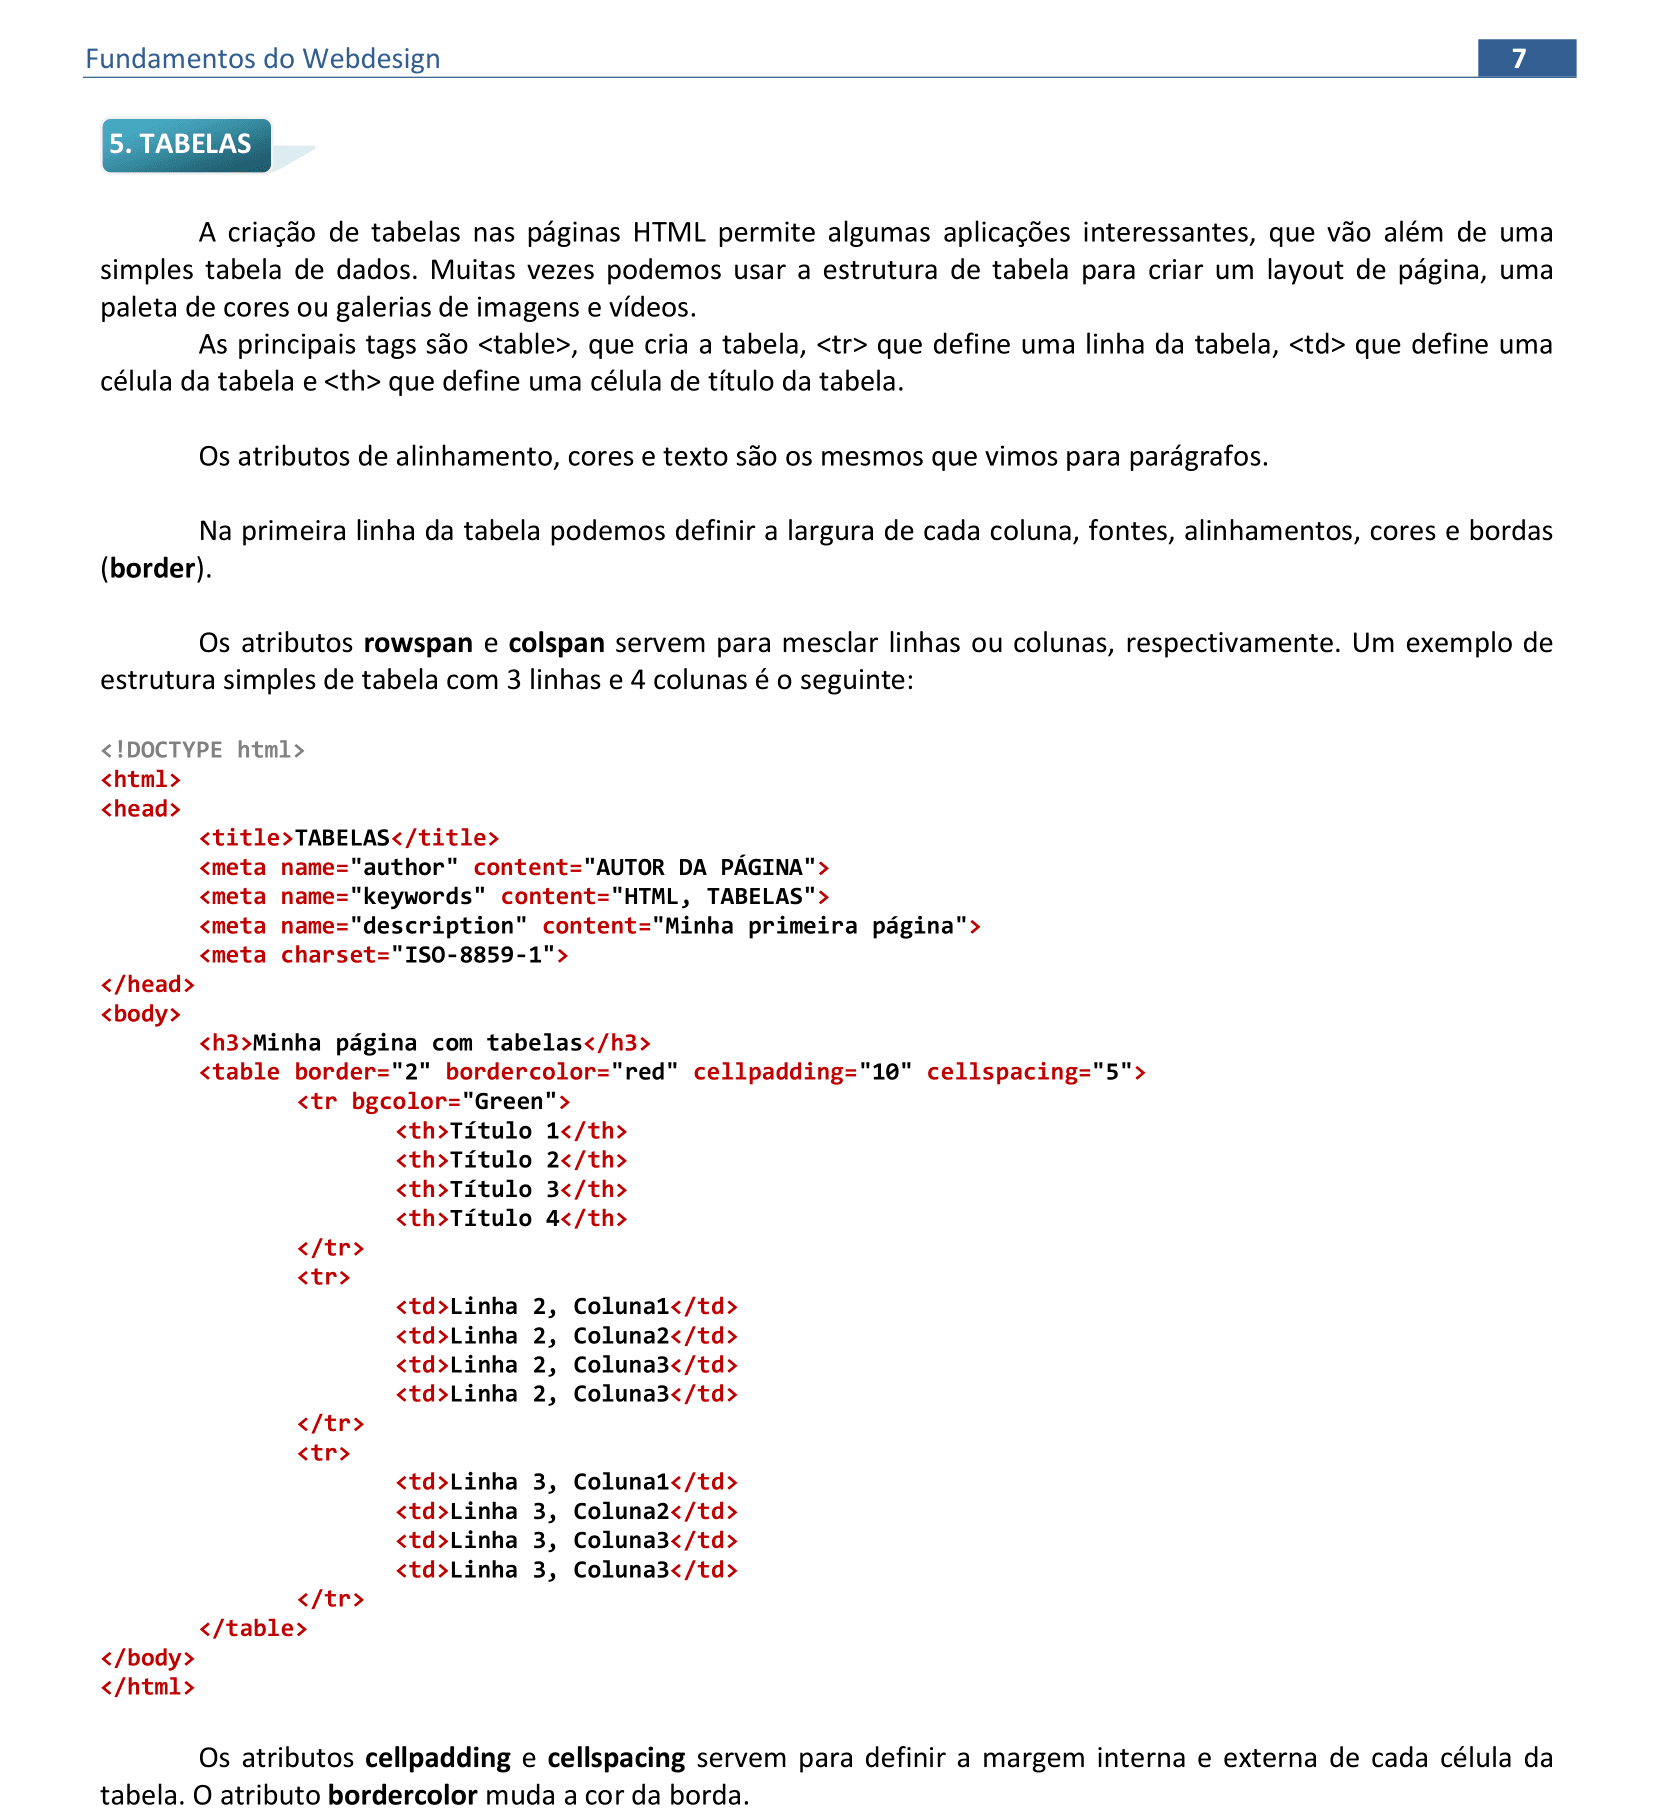 Fundamentos do Webdesign 7
5. TABELAS
A criação de tabelas nas páginas HTML permite algumas aplicações interessantes, que vão além de uma
simples tabela de dados. Muitas vezes podemos usar a estrutura de tabela para criar um layout de página, uma
paleta de cores ou galerias de imagens e vídeos.
As principais tags são <table>, que cria a tabela, <tr> que define uma linha da tabela, <td> que define uma
célula da tabela e <th> que define uma célula de título da tabela.
Os atributos de alinhamento, cores e texto são os mesmos que vimos para parágrafos.
Na primeira linha da tabela podemos definir a largura de cada coluna, fontes, alinhamentos, cores e bordas
(border).
Os atributos rowspan e colspan servem para mesclar linhas ou colunas, respectivamente. Um exemplo de
estrutura simples de tabela com 3 linhas e 4 colunas é o seguinte:
<!DOCTYPE html>
<html>
<head>
<title>TABELAS</title>
<meta name="author" content="AUTOR DA PÁGINA">
<meta name="keywords" content="HTML, TABELAS">
<meta name="description" content="Minha primeira página">
<meta charset="ISO-8859-1">
</head>
<body>
<h3>Minha página com tabelas</h3>
<table border="2" bordercolor="red" cellpadding="10" cellspacing="5">
<tr bgcolor="Green">
<th>Título 1</th>
<th>Título 2</th>
<th>Título 3</th>
<th>Título 4</th>
</tr>
<tr>
<td>Linha 2, Coluna1</td>
<td>Linha 2, Coluna2</td>
<td>Linha 2, Coluna3</td>
<td>Linha 2, Coluna3</td>
</tr>
<tr>
<td>Linha 3, Coluna1</td>
<td>Linha 3, Coluna2</td>
<td>Linha 3, Coluna3</td>
<td>Linha 3, Coluna3</td>
</tr>
</table>
</body>
</html>
Os atributos cellpadding e cellspacing servem para definir a margem interna e externa de cada célula da
tabela. O atributo bordercolor muda a cor da borda.